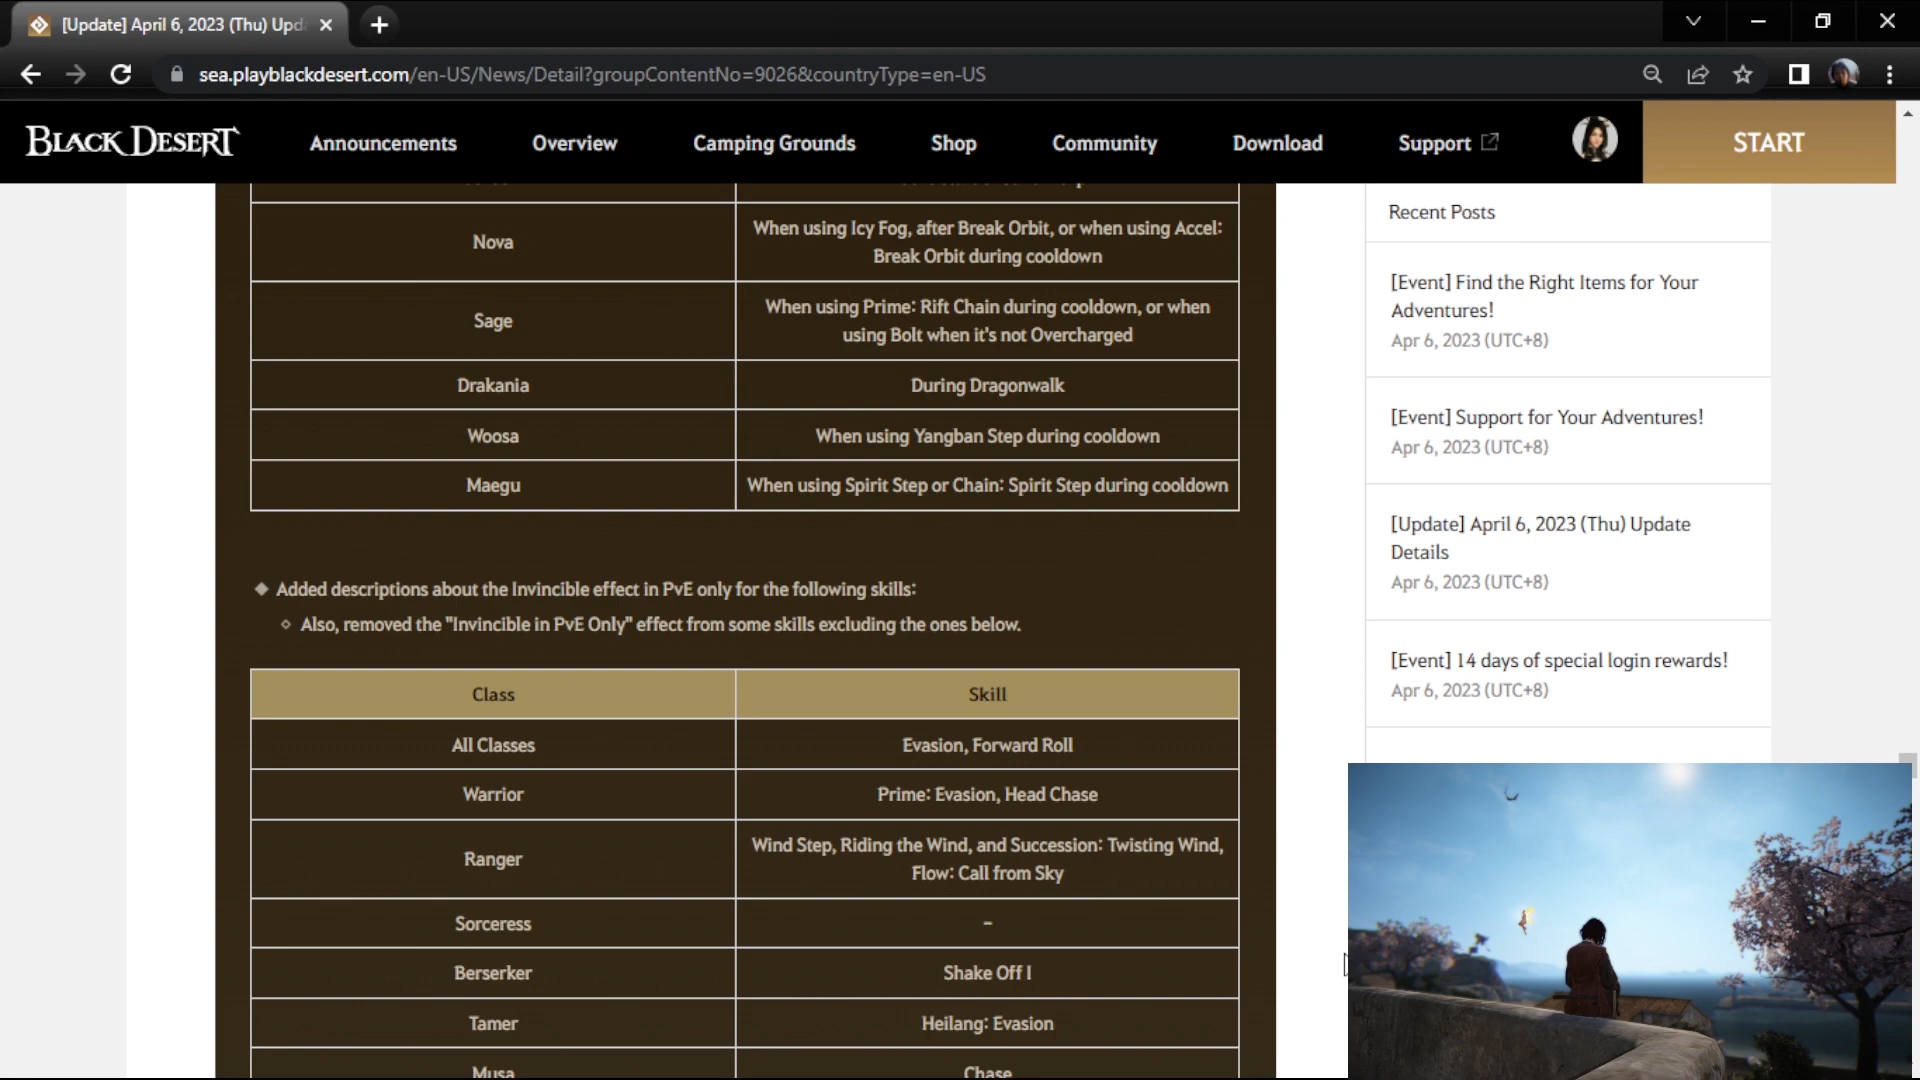 [Update] April 6, 2023 (Thu) Upd
sea.playblackdesert.com/en-US/News/Detail?groupContentNo=9026&countryType=en-US
BLACK DESERT
Announcements
Overview
Camping Grounds
Shop
Community
Download
Support
START
Nova
When using Icy Fog, after Break Orbit, or when using Accel:
Break Orbit during cooldown
Sage
When using Prime: Rift Chain during cooldown, or when
using Bolt when it's not Overcharged
Drakania
During Dragonwalk
Woosa
When using Yangban Step during cooldown
Maegu
When using Spirit Step or Chain: Spirit Step during cooldown
◆ Added descriptions about the Invincible effect in PvE only for the following skills:
⋄ Also, removed the "Invincible in PvE Only" effect from some skills excluding the ones below.
Class
Skill
All Classes
Evasion, Forward Roll
Warrior
Prime: Evasion, Head Chase
Ranger
Wind Step, Riding the Wind, and Succession: Twisting Wind,
Flow: Call from Sky
Sorceress
–
Berserker
Shake Off I
Tamer
Heilang: Evasion
Musa
Chase
Recent Posts
[Event] Find the Right Items for Your
Adventures!
Apr 6, 2023 (UTC+8)
[Event] Support for Your Adventures!
Apr 6, 2023 (UTC+8)
[Update] April 6, 2023 (Thu) Update
Details
Apr 6, 2023 (UTC+8)
[Event] 14 days of special login rewards!
Apr 6, 2023 (UTC+8)